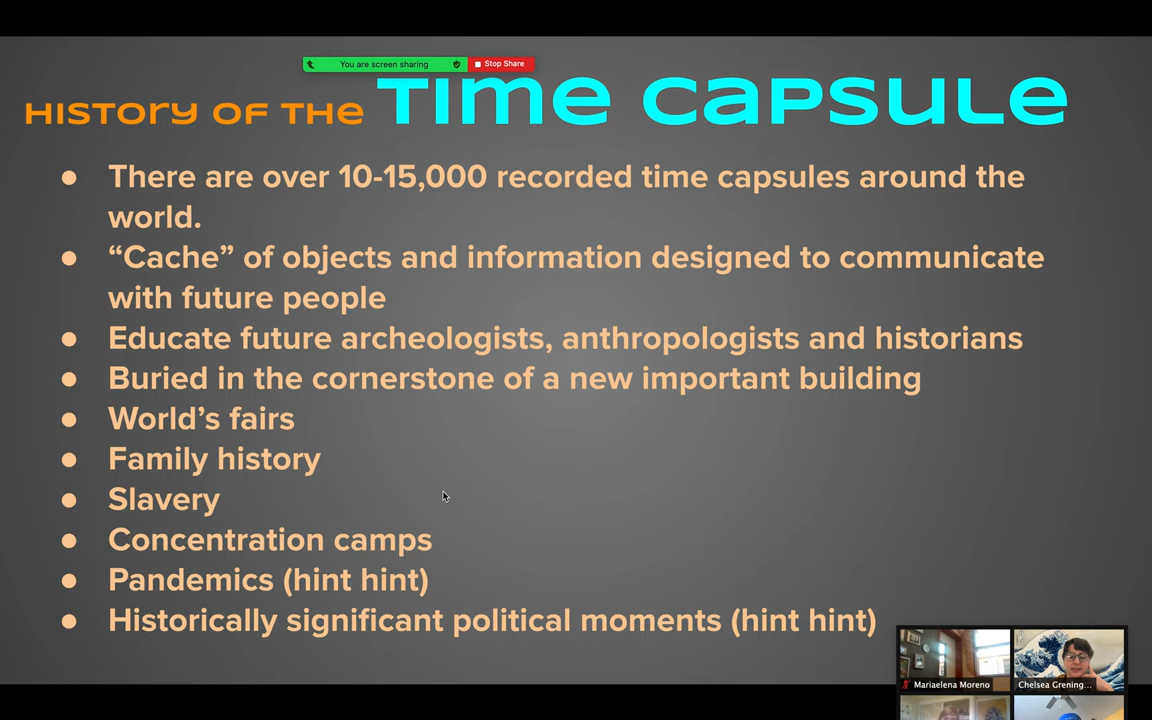 You are screen sharing Stop Share
HISTORY OF THE TIME CAPSULE
● There are over 10-15,000 recorded time capsules around the
world.
● “Cache” of objects and information designed to communicate
with future people
● Educate future archeologists, anthropologists and historians
● Buried in the cornerstone of a new important building
● World’s fairs
● Family history
● Slavery
● Concentration camps
● Pandemics (hint hint)
● Historically significant political moments (hint hint)
Mariaelena Moreno Chelsea Grening...